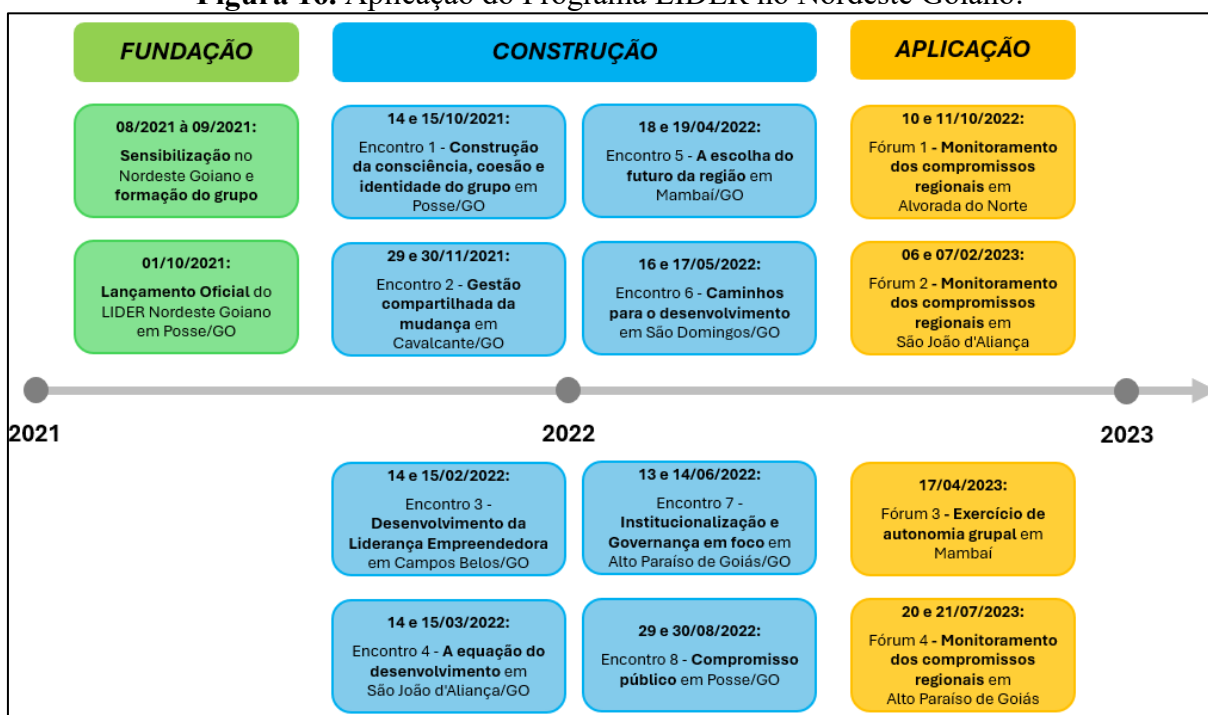 Figura 16. Aplicação do Programa LIDER no Nordeste Goiano.
FUNDAÇÃO
CONSTRUÇÃO
APLICAÇÃO
08/2021 à 09/2021:
Sensibilização no
Nordeste Goiano e
formação do grupo
14 e 15/10/2021:
Encontro 1 - Construção
da consciência, coesão e
identidade do grupo em
Posse/GO
18 e 19/04/2022:
Encontro 5 - A escolha do
futuro da região em
Mambaí/GO
10 e 11/10/2022:
Fórum 1 - Monitoramento
dos compromissos
regionais em
Alvorada do Norte
01/10/2021:
Lançamento Oficial do
LIDER Nordeste Goiano
em Posse/GO
29 e 30/11/2021:
Encontro 2 - Gestão
compartilhada da
mudança em
Cavalcante/GO
16 e 17/05/2022:
Encontro 6 - Caminhos
para o desenvolvimento
em São Domingos/GO
06 e 07/02/2023:
Fórum 2 - Monitoramento
dos compromissos
regionais em
São João d'Aliança
2021
2022
2023
14 e 15/02/2022:
Encontro 3 -
Desenvolvimento da
Liderança Empreendedora
em Campos Belos/GO
13 e 14/06/2022:
Encontro 7 -
Institucionalização e
Governança em foco em
Alto Paraíso de Goiás/GO
17/04/2023:
Fórum 3 - Exercício de
autonomia grupal em
Mambaí
14 e 15/03/2022:
Encontro 4 - A equação do
desenvolvimento em
São João d'Aliança/GO
29 e 30/08/2022:
Encontro 8 - Compromisso
público em Posse/GO
20 e 21/07/2023:
Fórum 4 - Monitoramento
dos compromissos
regionais em
Alto Paraíso de Goiás